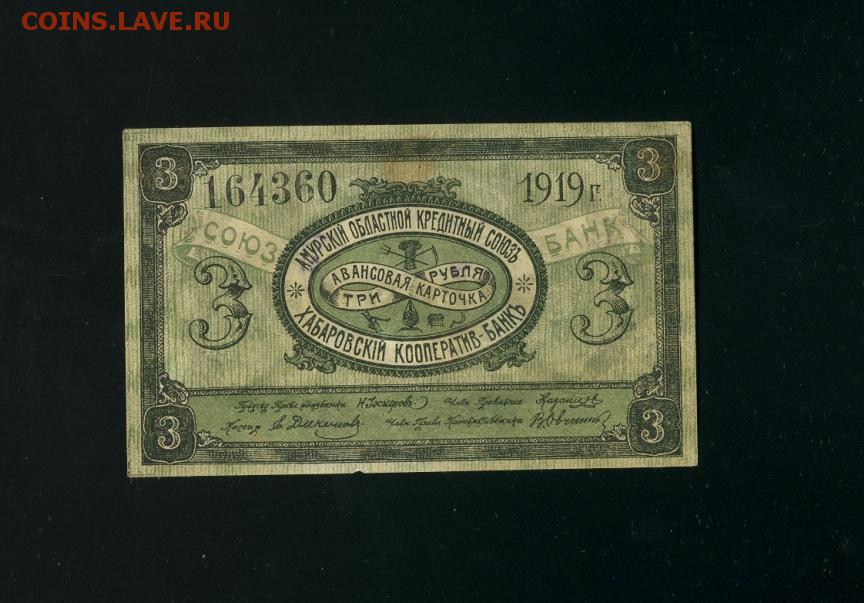 COINS.LAVE.RU
3 3
164360 1919 г.
АМУРСКІЙ ОБЛАСТНОЙ КРЕДИТНЫЙ СОЮЗЪ
СОЮЗ БАНК
АВАНСОВАЯ РУБЛЯ
ТРИ КАРТОЧКА
3 3
ХАБАРОВСКІЙ КООПЕРАТИВ-БАНКЪ
Кассир
3 3